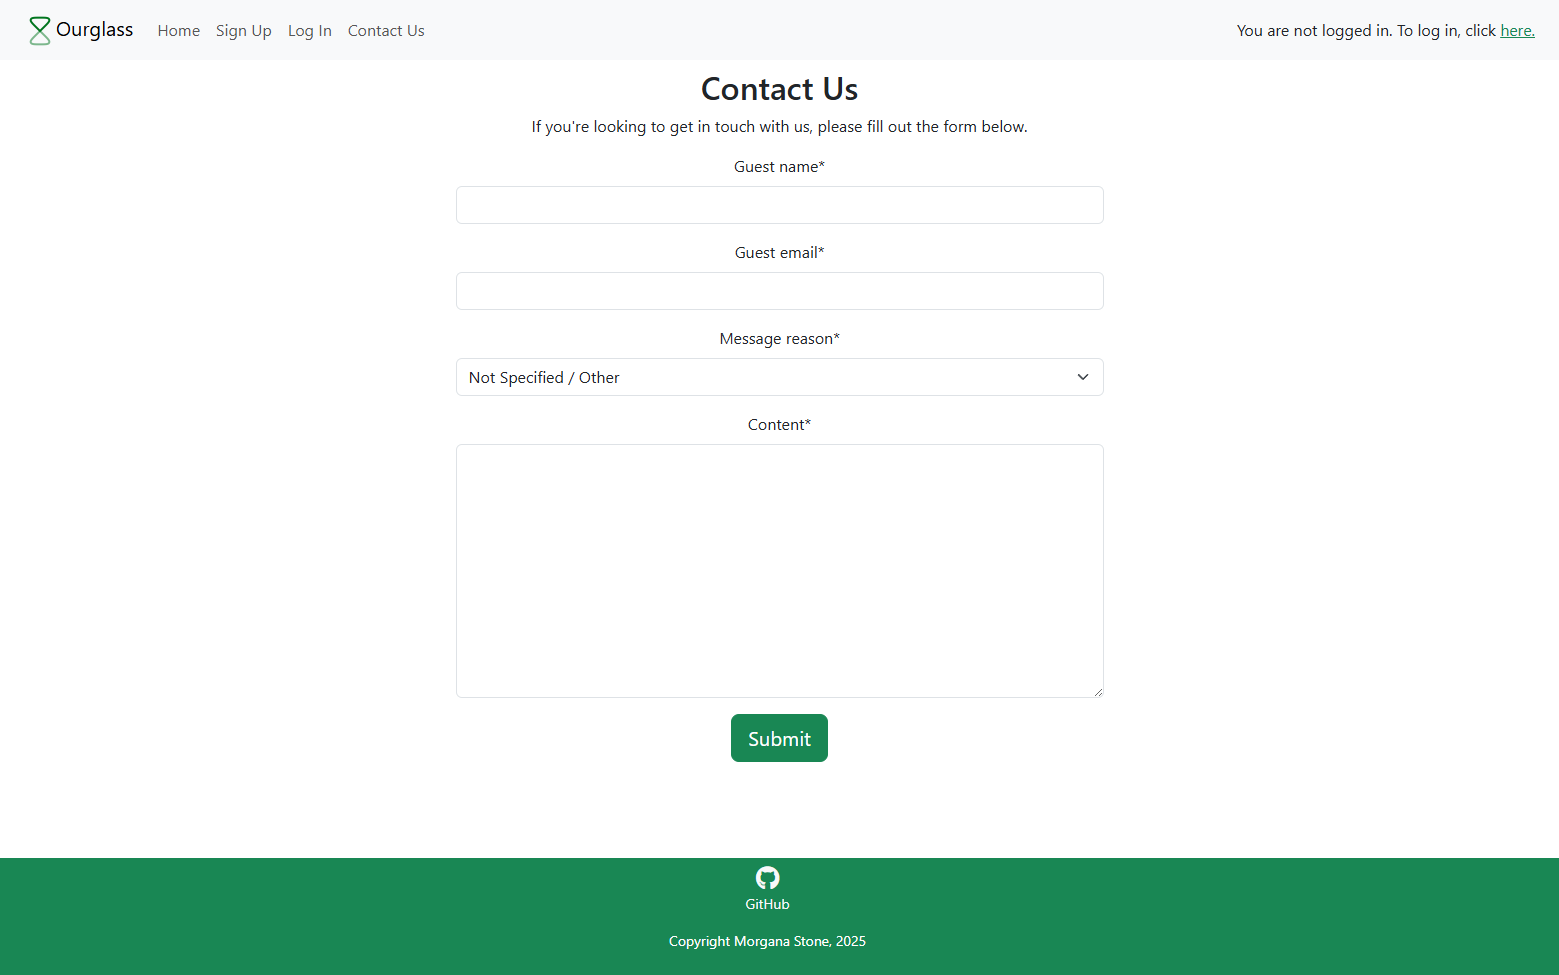 Ourglass Home Sign Up Log In Contact Us You are not logged in. To log in, click here.
Contact Us
If you're looking to get in touch with us, please fill out the form below.
Guest name*
Guest email*
Message reason*
Not Specified / Other
Content*
Submit
GitHub
Copyright Morgana Stone, 2025